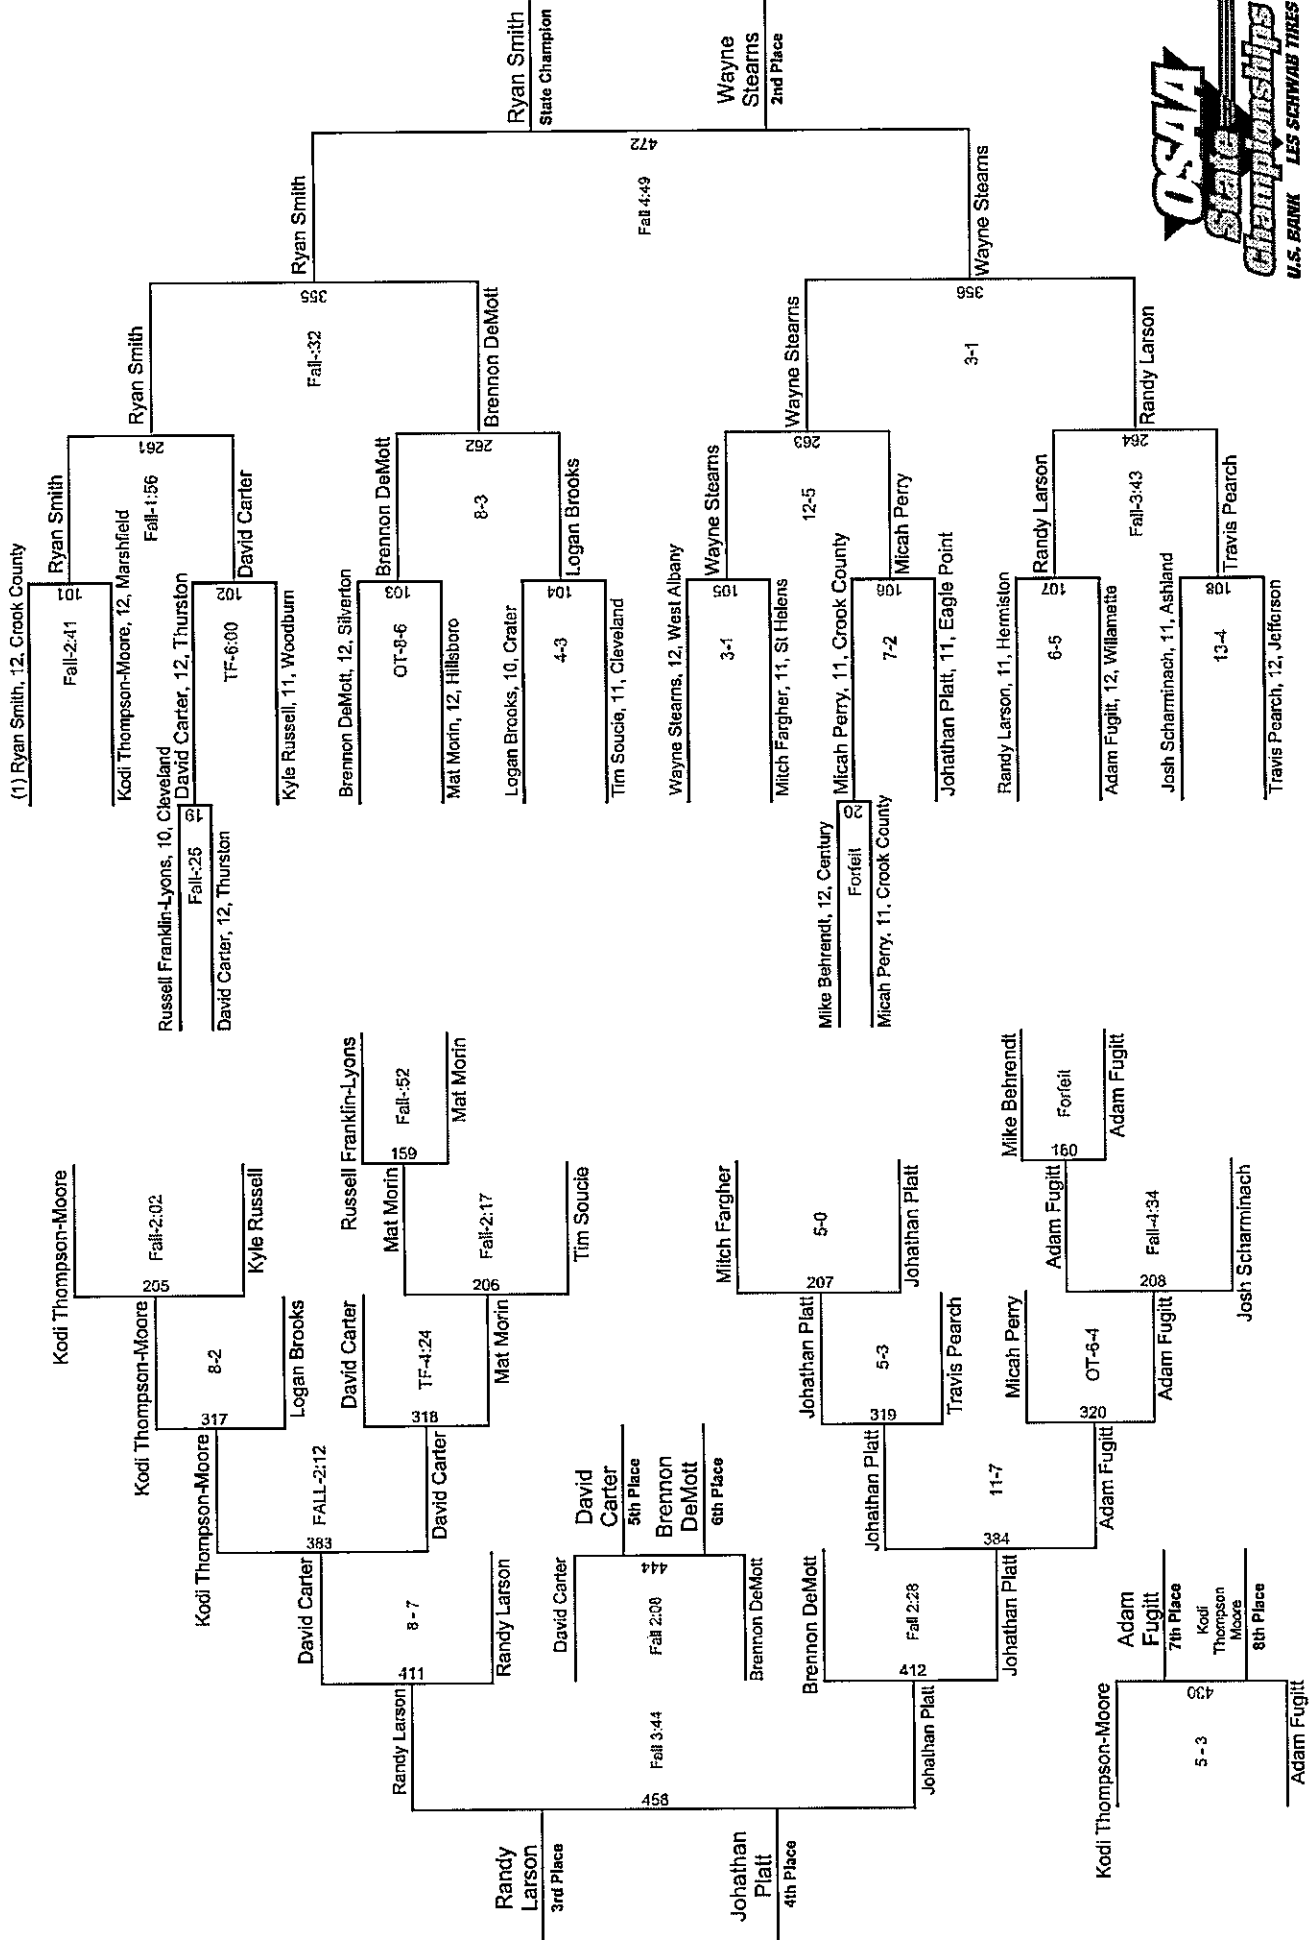 (1) Ryan Smith, 12, Crook County
Fall-2:41
101
Kodi Thompson-Moore, 12, Marshfield
Ryan Smith
Russell Franklin-Lyons, 10, Cleveland
Fall-:25
19
David Carter, 12, Thurston
David Carter, 12, Thurston
TF-6:00
102
Kyle Russell, 11, Woodburn
David Carter
Fall-1:56
261
Ryan Smith
Brennon DeMott, 12, Silverton
OT-8-6
103
Mat Morin, 12, Hillsboro
Brennon DeMott
Logan Brooks, 10, Crater
4-3
104
Tim Soucie, 11, Cleveland
Logan Brooks
8-3
262
Brennon DeMott
Fall-:32
355
Ryan Smith
Wayne Stearns, 12, West Albany
3-1
105
Mitch Fargher, 11, St Helens
Wayne Stearns
Mike Behrendt, 12, Century
Forfeit
20
Micah Perry, 11, Crook County
Micah Perry, 11, Crook County
7-2
106
Johathan Platt, 11, Eagle Point
Micah Perry
12-5
263
Wayne Stearns
Randy Larson, 11, Hermiston
6-5
107
Adam Fugitt, 12, Willamette
Randy Larson
Josh Scharminach, 11, Ashland
13-4
108
Travis Pearch, 12, Jefferson
Travis Pearch
Fall-3:43
264
Randy Larson
3-1
356
Wayne Stearns
Fall 4:49
472
Ryan Smith
State Champion
Wayne
Stearns
2nd Place
Kodi Thompson-Moore
Fall-2:02
205
Kyle Russell
Kodi Thompson-Moore
8-2
317
Logan Brooks
Kodi Thompson-Moore
Russell Franklin-Lyons
Fall-:52
159
Mat Morin
Mat Morin
Fall-2:17
206
Tim Soucie
David Carter
TF-4:24
318
Mat Morin
David Carter
FALL-2:12
383
David Carter
8 - 7
411
Randy Larson
Randy Larson
Mitch Fargher
5-0
207
Johathan Platt
Johathan Platt
5-3
319
Travis Pearch
Johathan Platt
Mike Behrendt
Forfeit
160
Adam Fugitt
Adam Fugitt
Fall-4:34
208
Josh Scharminach
Micah Perry
OT-6-4
320
Adam Fugitt
Adam Fugitt
11-7
384
Johathan Platt
Brennon DeMott
Fall 2:28
412
Johathan Platt
Fall 3:44
458
Randy
Larson
3rd Place
Johathan
Platt
4th Place
David Carter
Fall 2:08
444
Brennon DeMott
David
Carter
5th Place
Brennon
DeMott
6th Place
Kodi Thompson-Moore
5 - 3
430
Adam Fugitt
Adam
Fugitt
7th Place
Kodi
Thompson
Moore
8th Place
OSAA
State
Championships
U.S. BANK LES SCHWAB TIRES